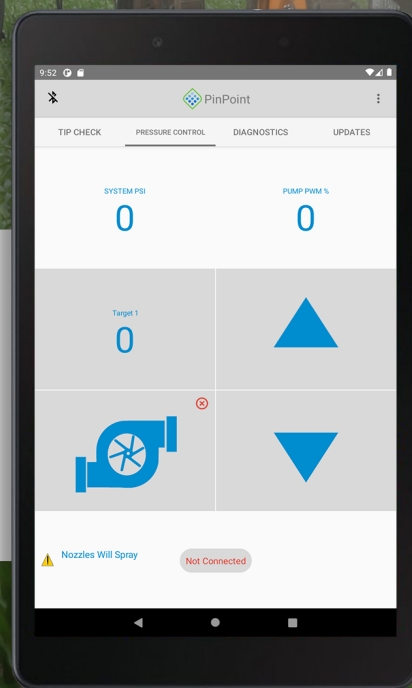 9:52
PinPoint
TIP CHECK
PRESSURE CONTROL
DIAGNOSTICS
UPDATES
SYSTEM PSI
PUMP PWM %
0
0
Target 1
0
Nozzles Will Spray
Not Connected